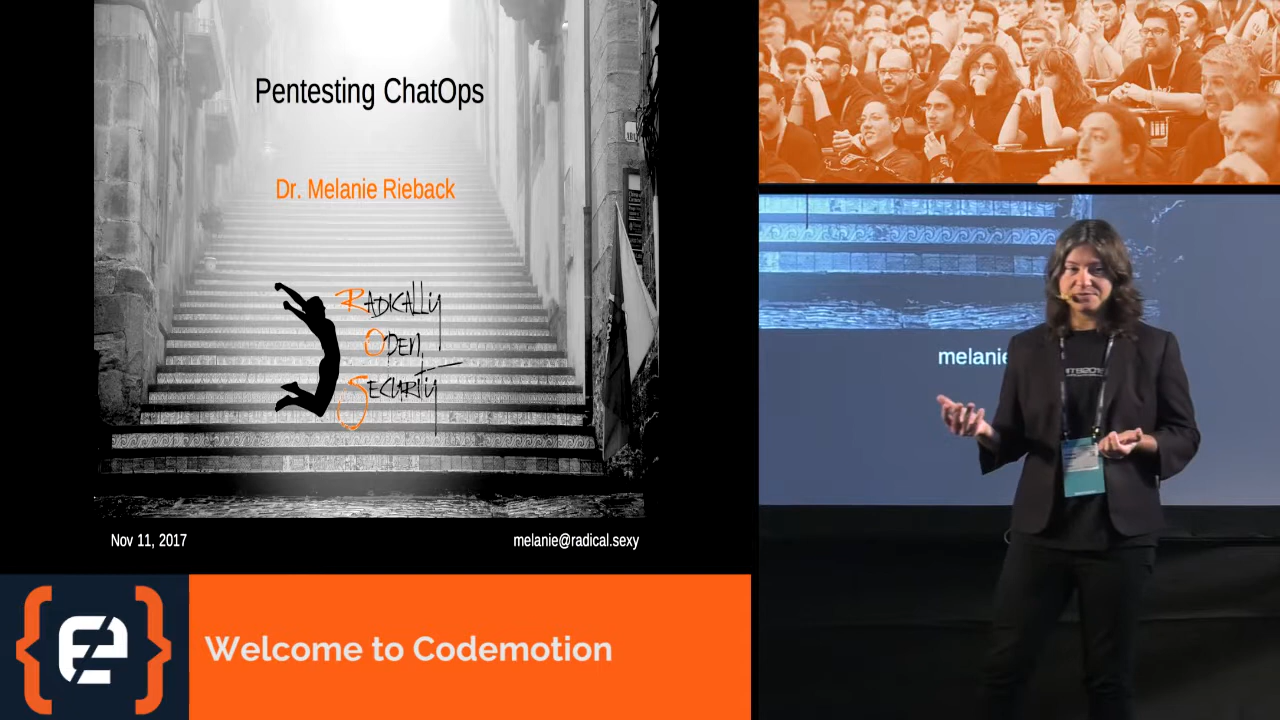 Pentesting ChatOps
Dr. Melanie Rieback
RADICALLY
OPEN
SECURITY
Nov 11, 2017
melanie@radical.sexy
Welcome to Codemotion
melanie